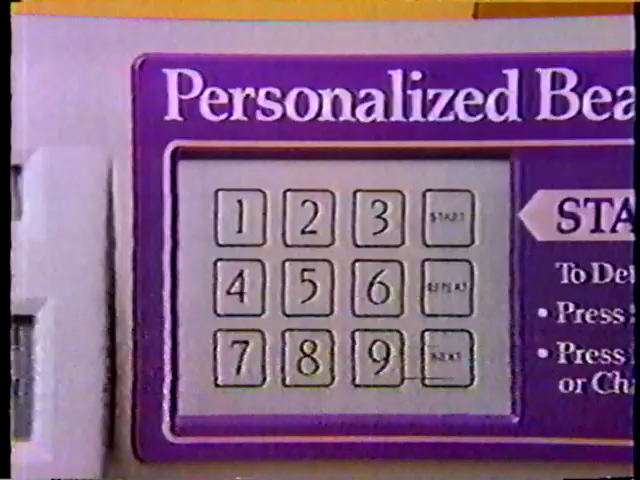 Personalized Bea
1 2 3 START
4 5 6 REPEAT
7 8 9 NEXT
STA
To De
• Press
• Press
or Ch